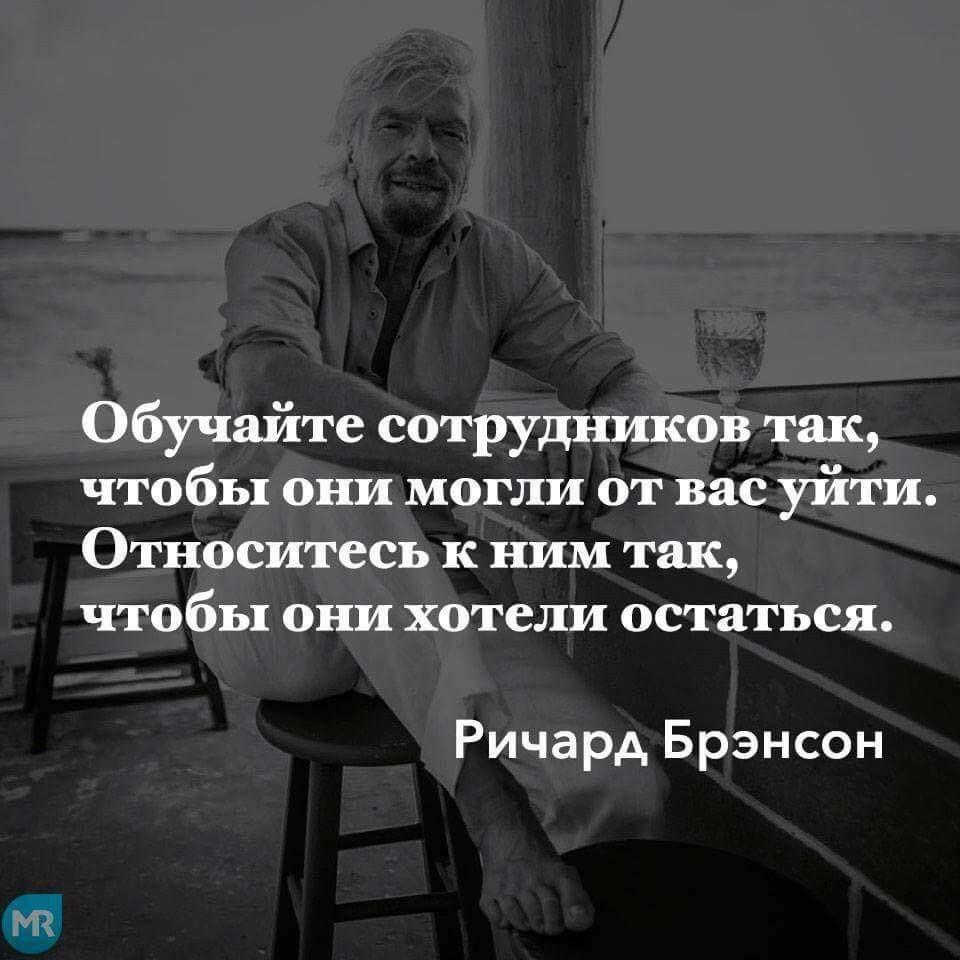 Обучайте сотрудников так,
чтобы они могли от вас уйти.
Относитесь к ним так,
чтобы они хотели остаться.
Ричард Брэнсон
MR